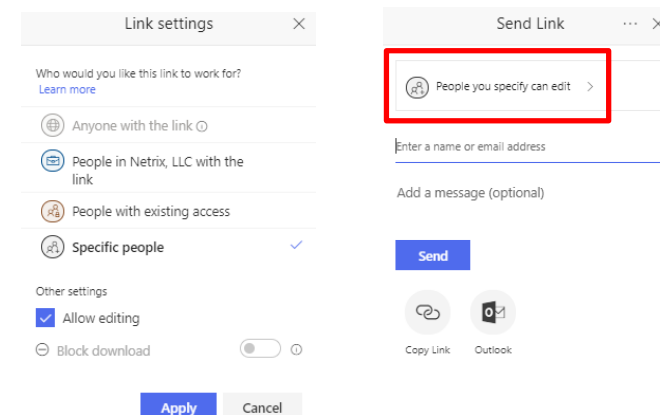 Link settings
Who would you like this link to work for?
Learn more
Anyone with the link
People in Netrix, LLC with the
link
People with existing access
Specific people
Other settings
Allow editing
Block download
Apply
Cancel
Send Link
People you specify can edit
Enter a name or email address
Add a message (optional)
Send
Copy Link
Outlook